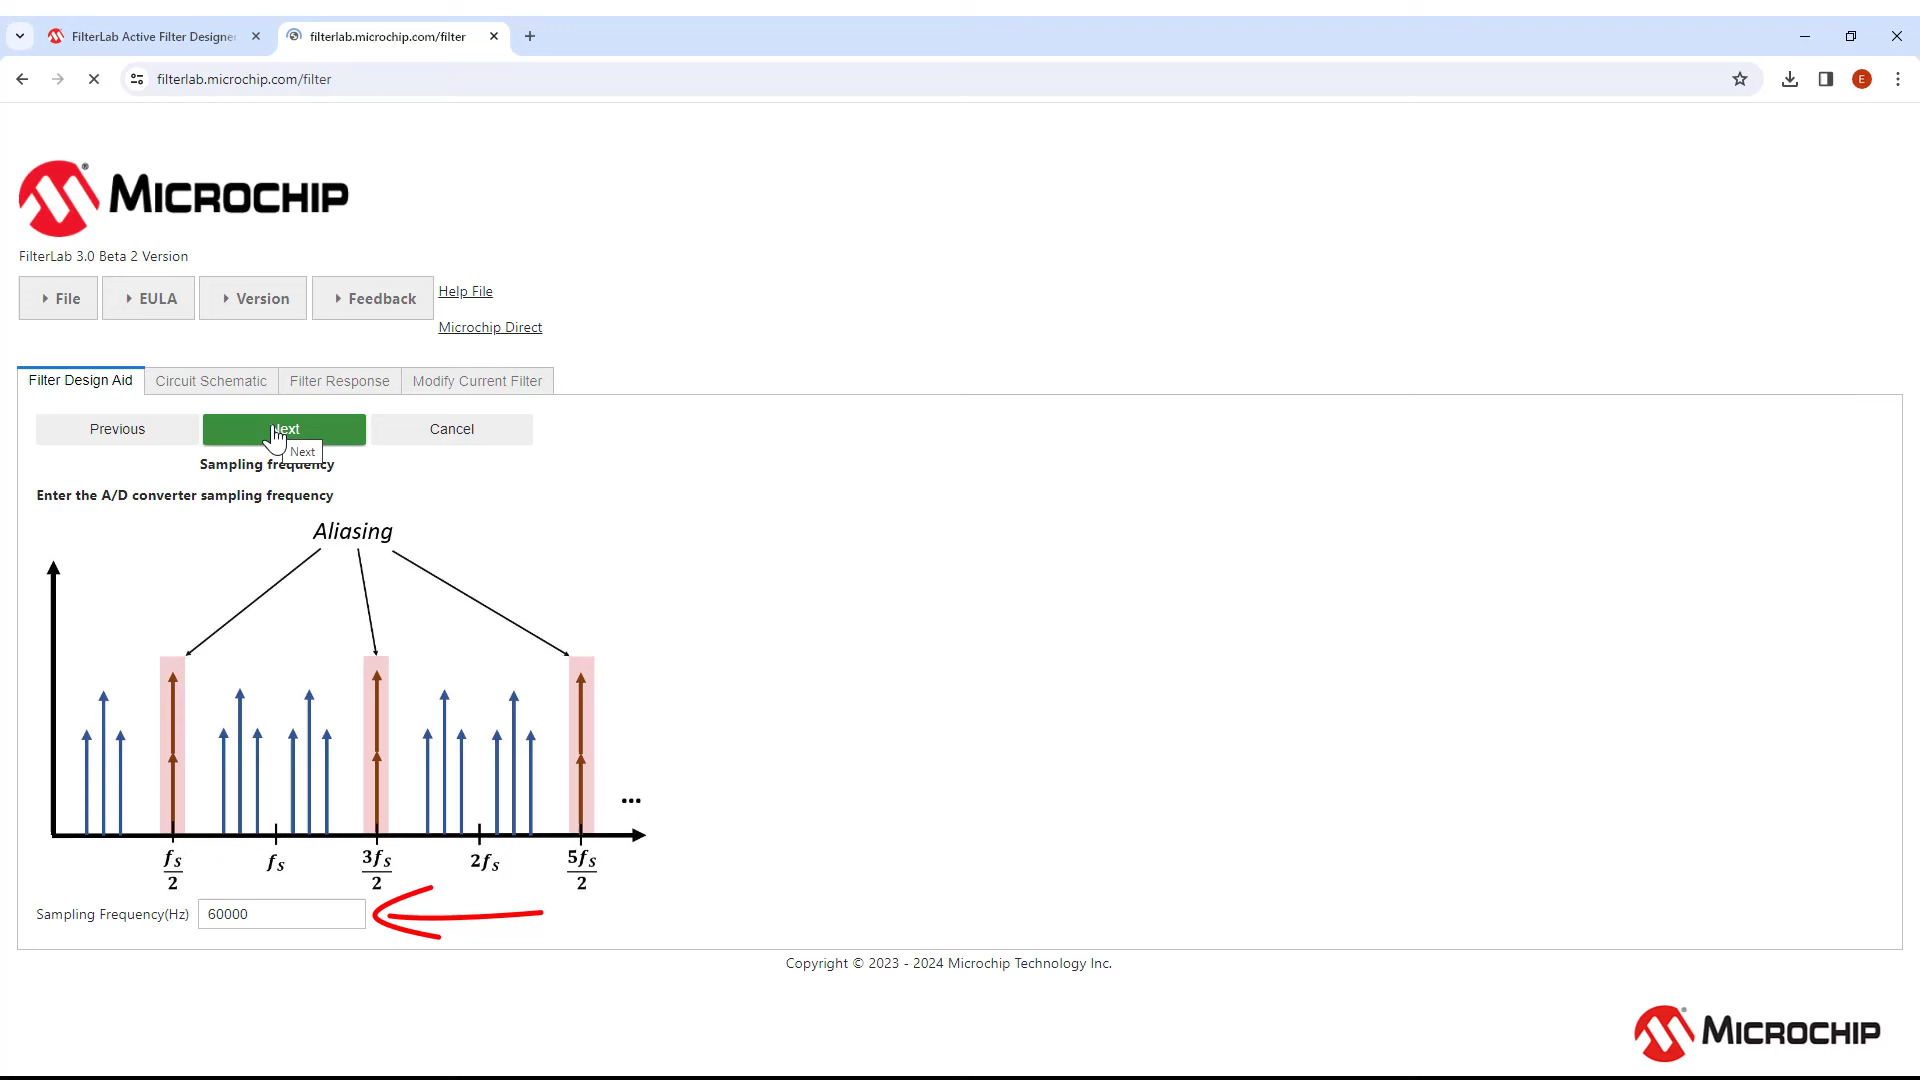 FilterLab Active Filter Designer
filterlab.microchip.com/filter
filterlab.microchip.com/filter
E
MICROCHIP
®
FilterLab 3.0 Beta 2 Version
File
EULA
Version
Feedback
Help File
Microchip Direct
Filter Design Aid
Circuit Schematic
Filter Response
Modify Current Filter
Previous
Next
Cancel
Next
Sampling frequency
Enter the A/D converter sampling frequency
Aliasing
...
fs/2
fs
3fs/2
2fs
5fs/2
Sampling Frequency(Hz) 60000
Copyright © 2023 - 2024 Microchip Technology Inc.
MICROCHIP